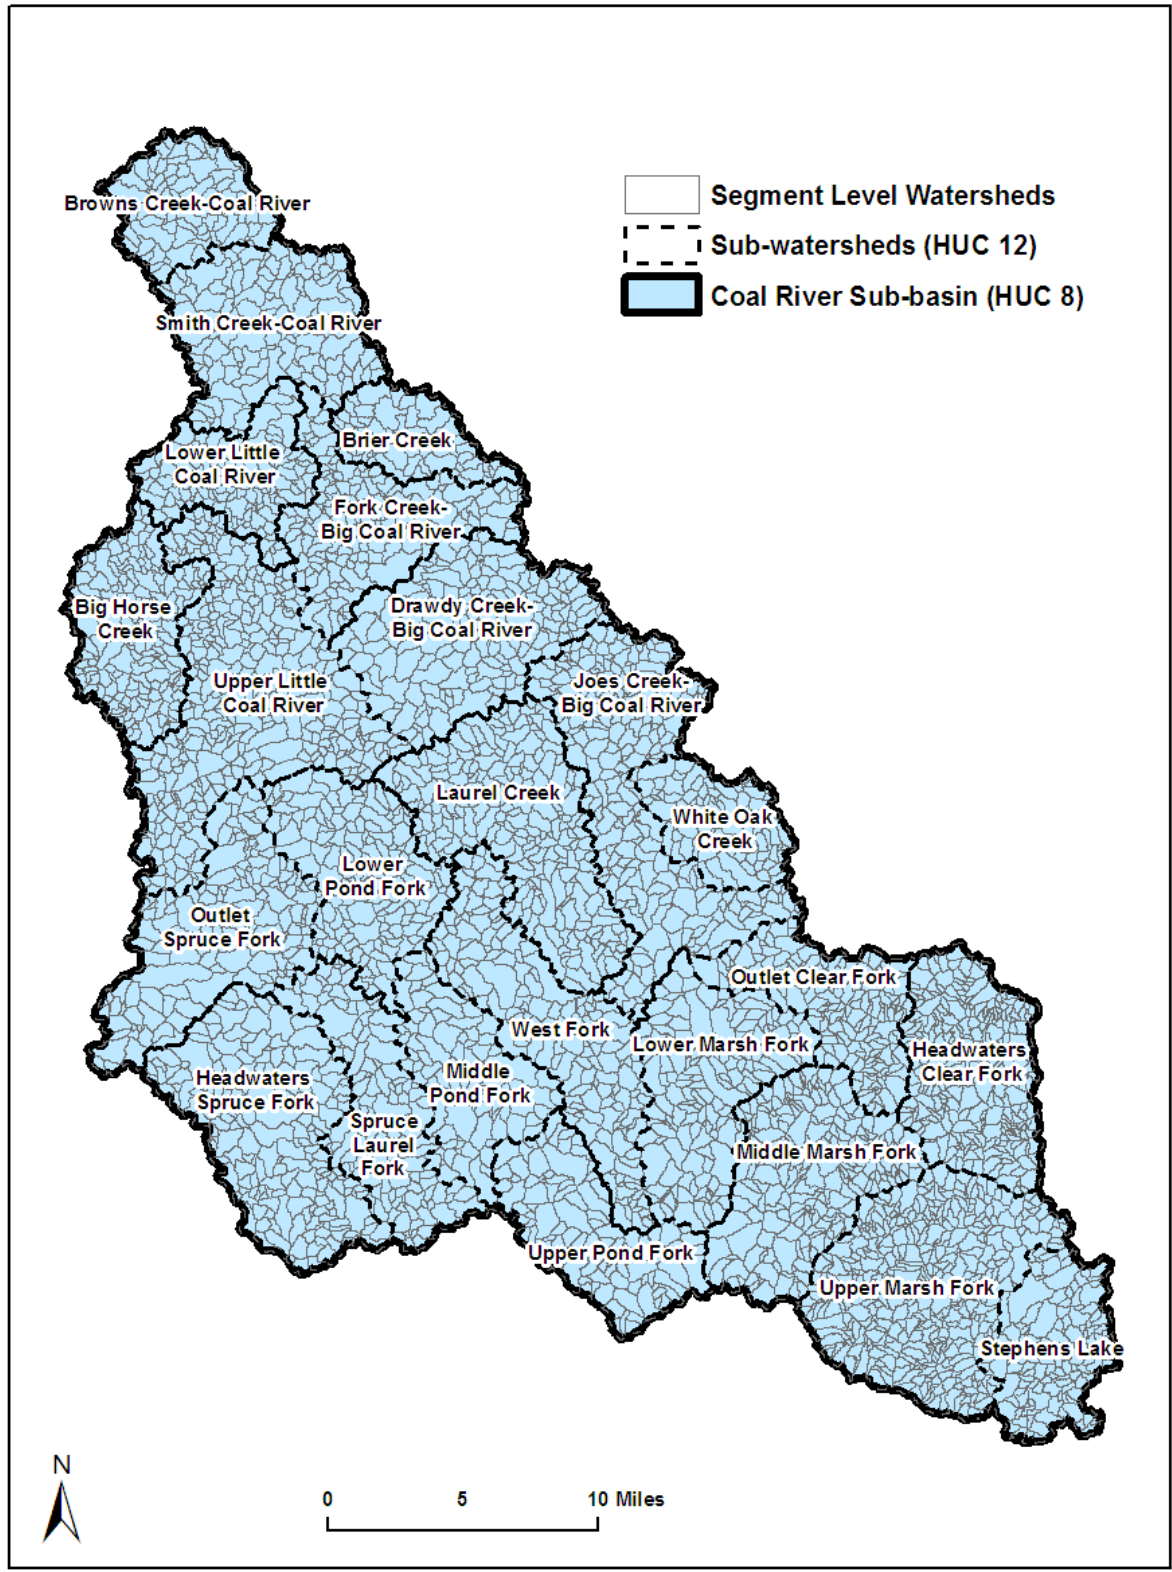 Segment Level Watersheds
Sub-watersheds (HUC 12)
Coal River Sub-basin (HUC 8)
Browns Creek-Coal River
Smith Creek-Coal River
Brier Creek
Lower Little
Coal River
Fork Creek-
Big Coal River
Big Horse
Creek
Drawdy Creek-
Big Coal River
Upper Little
Coal River
Joes Creek-
Big Coal River
Laurel Creek
White Oak
Creek
Lower
Pond Fork
Outlet
Spruce Fork
Outlet Clear Fork
West Fork
Lower Marsh Fork
Headwaters
Clear Fork
Headwaters
Spruce Fork
Middle
Pond Fork
Spruce
Laurel
Fork
Middle Marsh Fork
Upper Pond Fork
Upper Marsh Fork
Stephens Lake
N
0 5 10 Miles